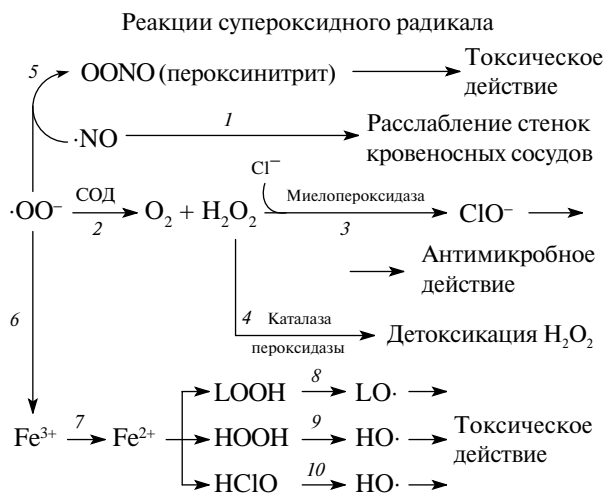 Реакции супероксидного радикала
5 OONO (пероксинитрит) Токсическое
действие
·NO 1 Расслабление стенок
кровеносных сосудов
Cl⁻
·OO⁻ СОД 2 O₂ + H₂O₂ Миелопероксидаза 3 ClO⁻
Антимикробное
действие
6
4 Каталаза
пероксидазы
Детоксикация H₂O₂
Fe³⁺ 7 Fe²⁺
LOOH 8 LO·
HOOH 9 HO·
HClO 10 HO·
Токсическое
действие